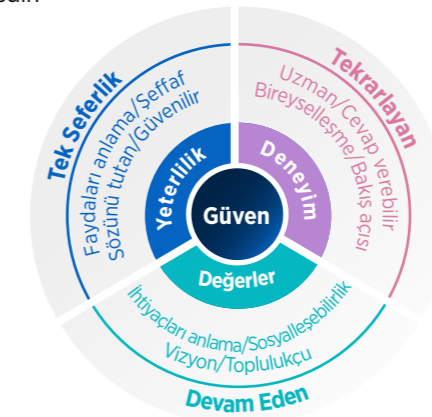 Tek Seferlik
Faydaları anlama/Şeffaf
Sözünü tutan/Güvenilir
Yeterlilik
Tekrarlayan
Uzman/Cevap verebilir
Bireyselleşme/Bakış açısı
Deneyim
Güven
Değerler
İhtiyaçları anlama/Sosyalleşebilirlik
Vizyon/Toplulukçu
Devam Eden